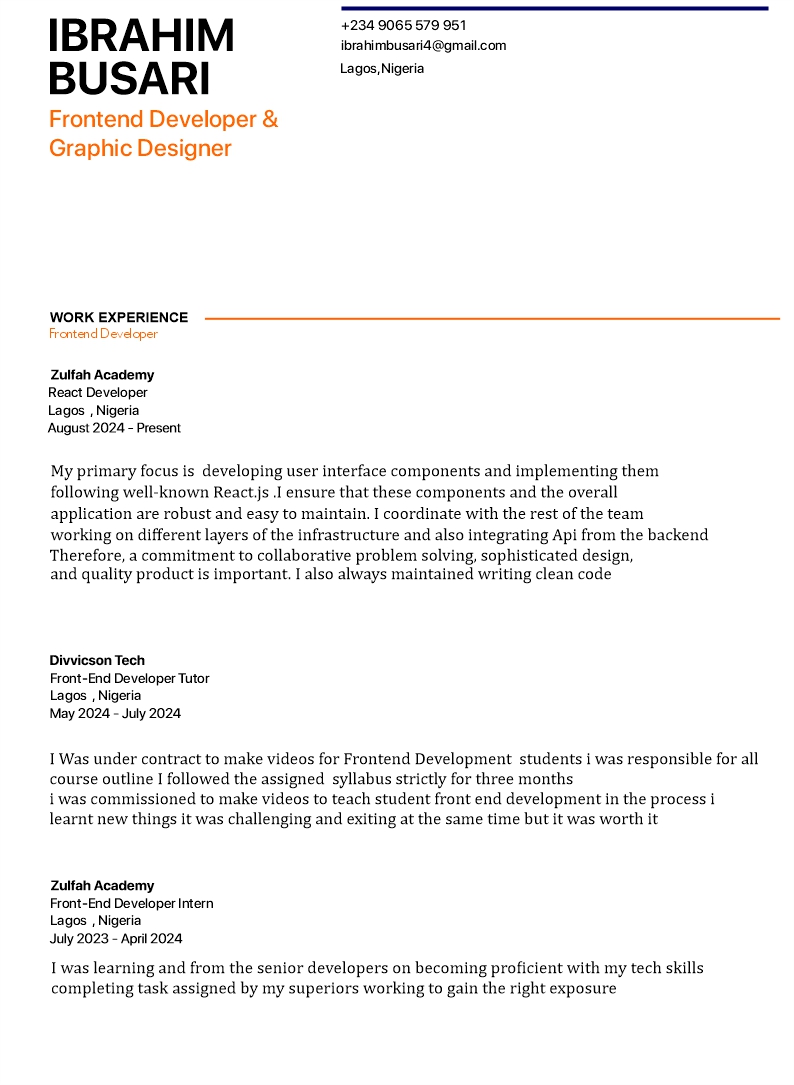 IBRAHIM
BUSARI
Frontend Developer &
Graphic Designer
+234 9065 579 951
ibrahimbusari4@gmail.com
Lagos,Nigeria
WORK EXPERIENCE
Frontend Developer
Zulfah Academy
React Developer
Lagos , Nigeria
August 2024 – Present
My primary focus is developing user interface components and implementing them
following well-known React.js .I ensure that these components and the overall
application are robust and easy to maintain. I coordinate with the rest of the team
working on different layers of the infrastructure and also integrating Api from the backend
Therefore, a commitment to collaborative problem solving, sophisticated design,
and quality product is important. I also always maintained writing clean code
Divvicson Tech
Front-End Developer Tutor
Lagos , Nigeria
May 2024 – July 2024
I Was under contract to make videos for Frontend Development students i was responsible for all
course outline I followed the assigned syllabus strictly for three months
i was commissioned to make videos to teach student front end development in the process i
learnt new things it was challenging and exiting at the same time but it was worth it
Zulfah Academy
Front-End Developer Intern
Lagos , Nigeria
July 2023 – April 2024
I was learning and from the senior developers on becoming proficient with my tech skills
completing task assigned by my superiors working to gain the right exposure